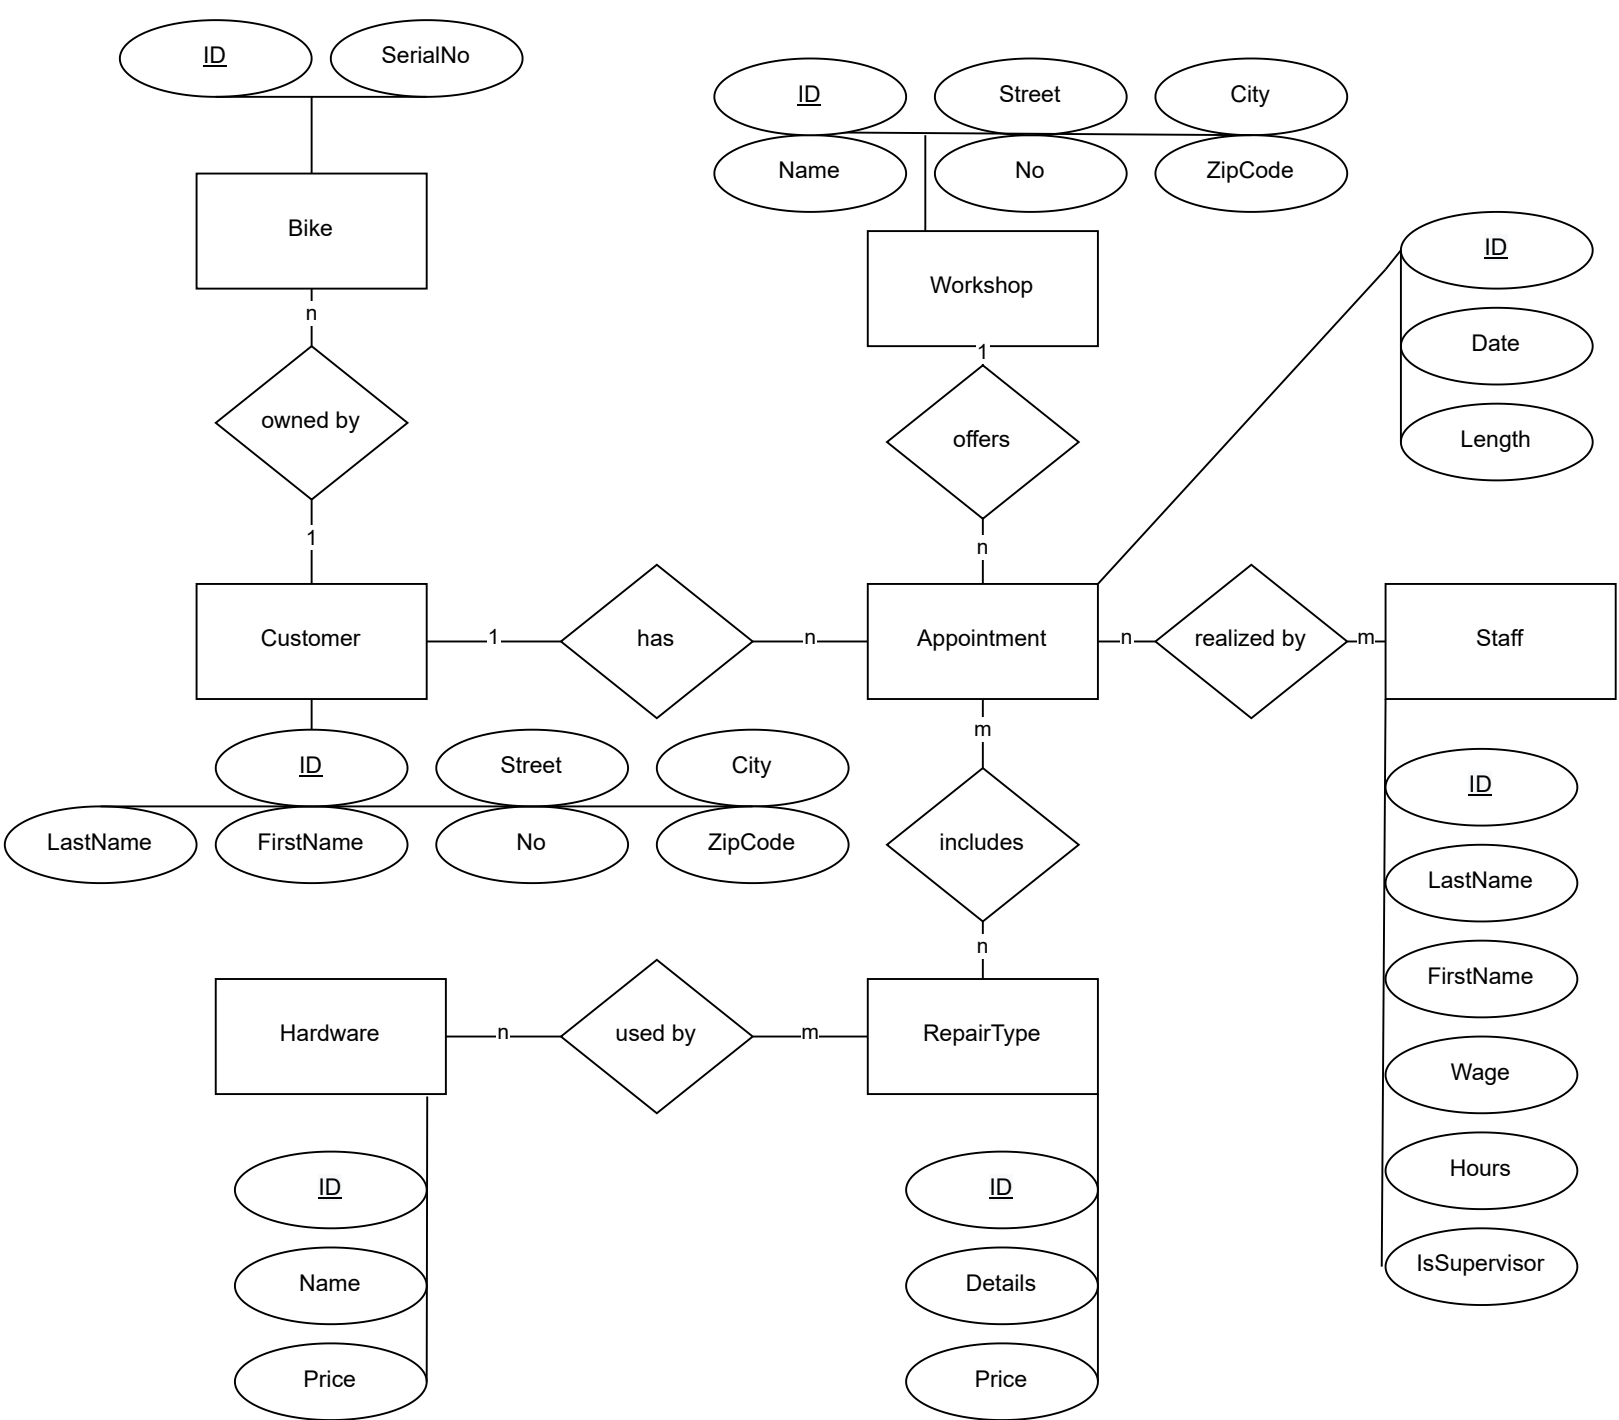 ID
SerialNo
ID
Street
City
Name
No
ZipCode
Bike
Workshop
ID
Date
Length
n
1
owned by
offers
1
n
Customer
1
has
n
Appointment
n
realized by
m
Staff
ID
Street
City
LastName
FirstName
No
ZipCode
m
includes
n
ID
LastName
FirstName
Wage
Hours
IsSupervisor
Hardware
n
used by
m
RepairType
ID
Name
Price
ID
Details
Price